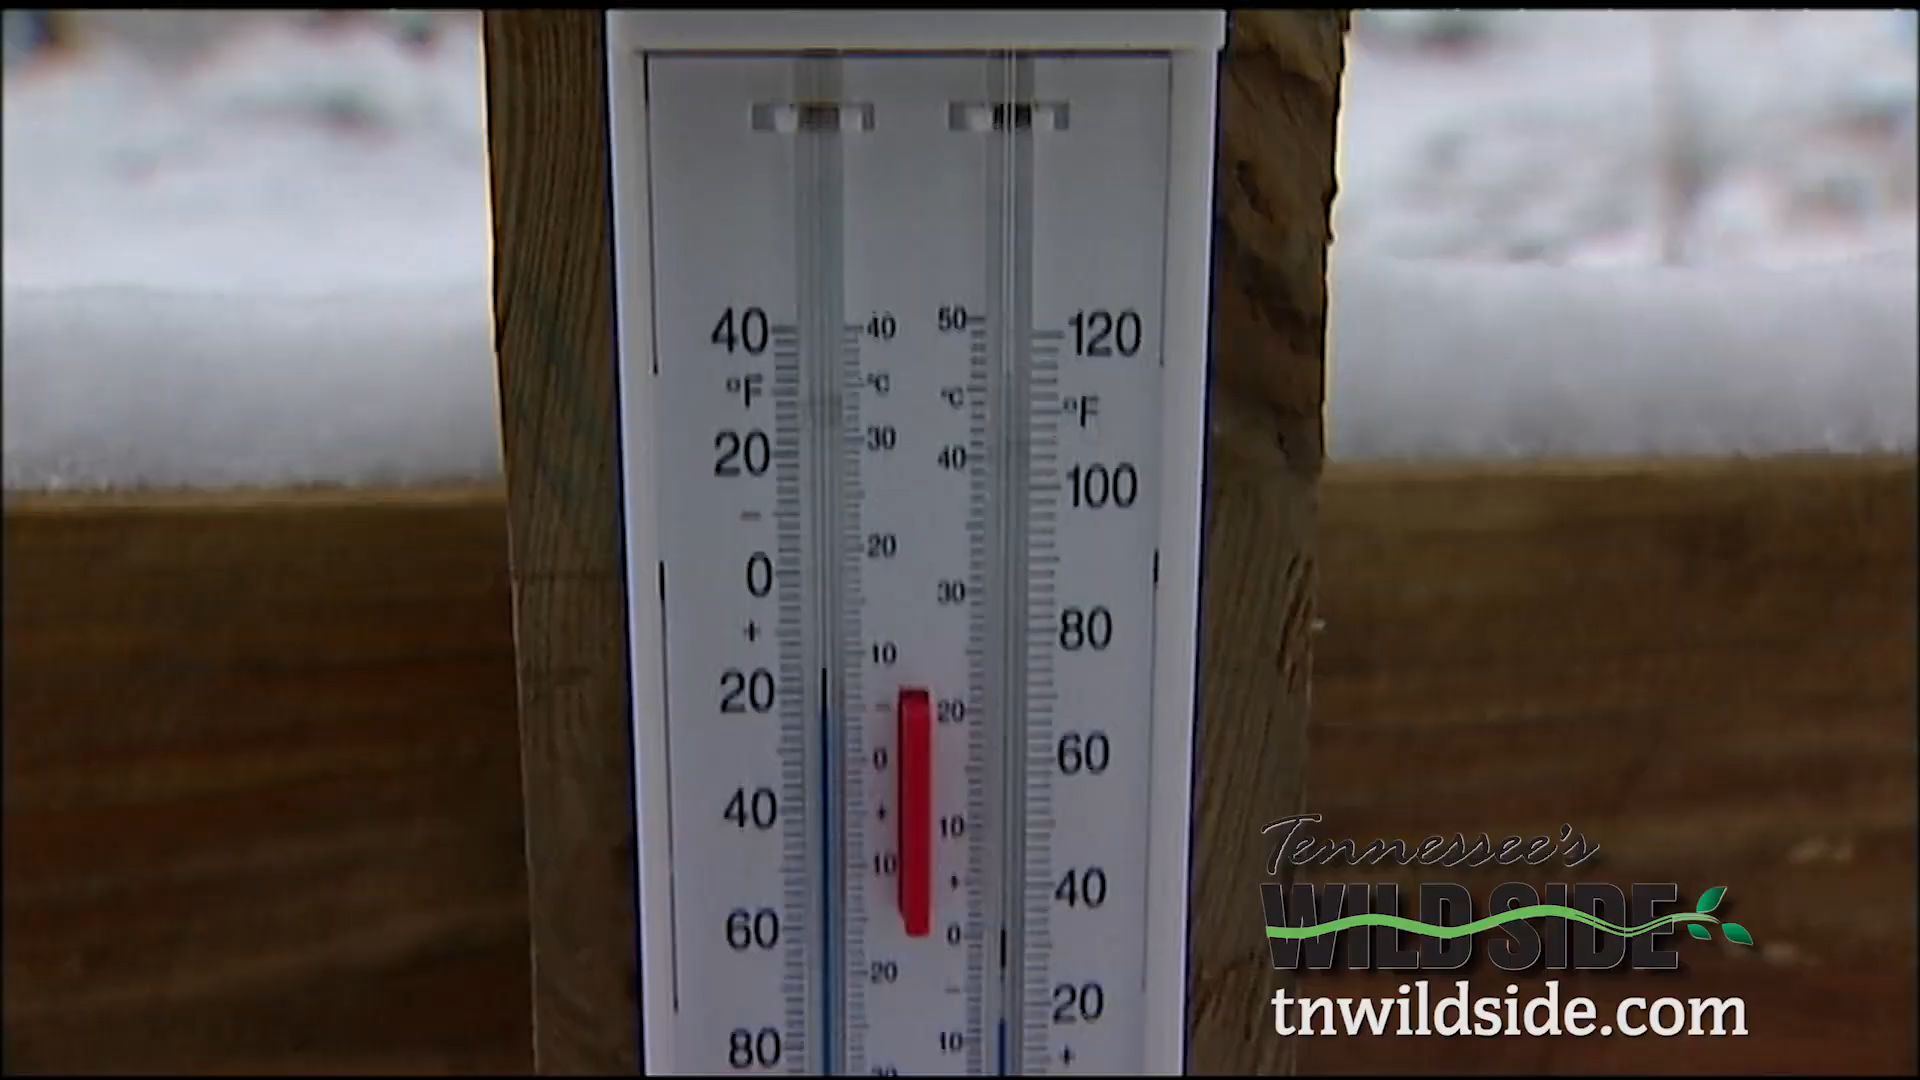 40 40 50 120
°F °C °C °F
20 30 40 100
−
0 20 30 80
+
20 10 20 60
−
40 0 10 40
+
60 10 0 20
80 20 − +
30 10
Tennessee's
WILD SIDE
tnwildside.com